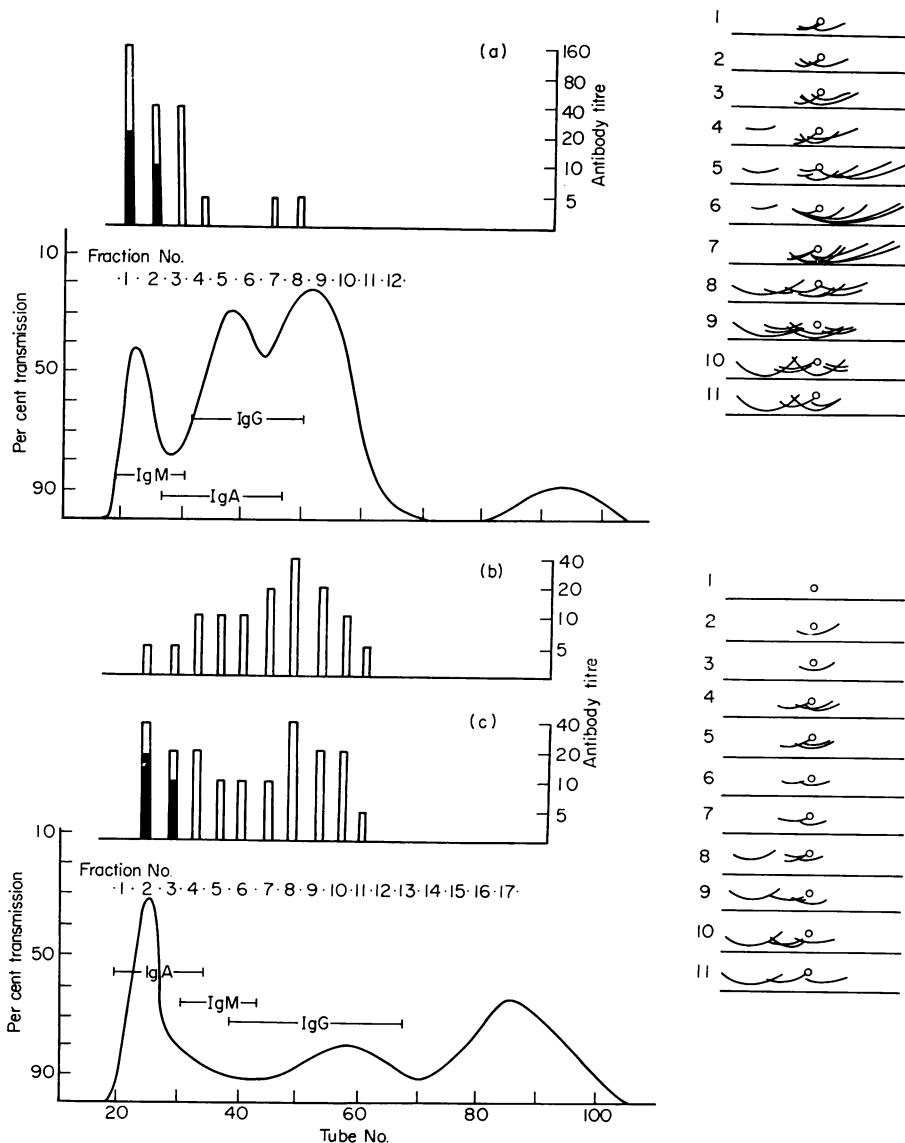 (a)
160
80
40
20
10
5
Antibody titre
Fraction No.
·1·2·3·4·5·6·7·8·9·10·11·12·
10
50
90
Per cent transmission
IgG
IgM
IgA
(b)
40
20
10
5
(c)
40
20
10
5
Antibody titre
Fraction No.
·1·2·3·4·5·6·7·8·9·10·11·12·13·14·15·16·17·
10
50
90
Per cent transmission
IgA
IgM
IgG
20 40 60 80 100
Tube No.
1
2
3
4
5
6
7
8
9
10
11
1
2
3
4
5
6
7
8
9
10
11